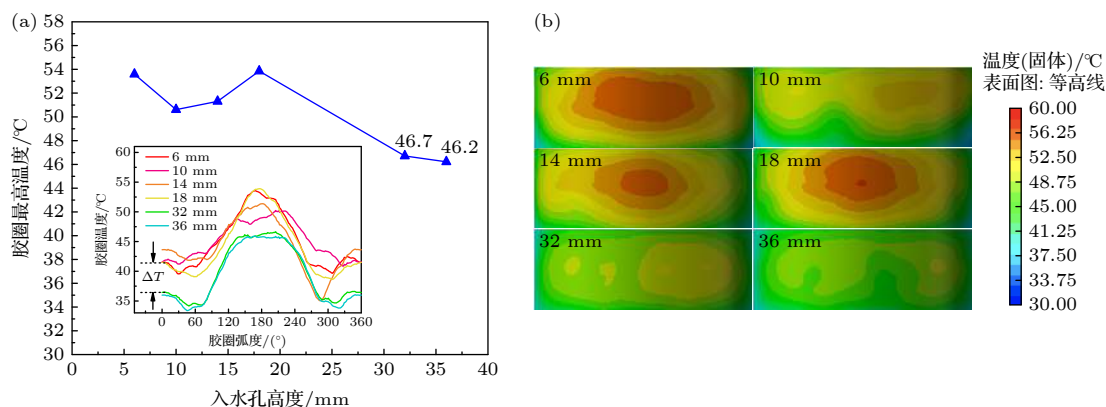 (a)
58
56
54
52
50
48
46
44
42
40
38
36
34
32
30
胶圈最高温度/℃
0
5
10
15
20
25
30
35
40
入水孔高度/mm
46.7
46.2
60
55
50
45
40
35
胶圈温度/℃
6 mm
10 mm
14 mm
18 mm
32 mm
36 mm
ΔT
0
60
120
180
240
300
360
胶圈弧度/(°)
(b)
6 mm
10 mm
14 mm
18 mm
32 mm
36 mm
温度(固体)/℃
表面图: 等高线
60.00
56.25
52.50
48.75
45.00
41.25
37.50
33.75
30.00